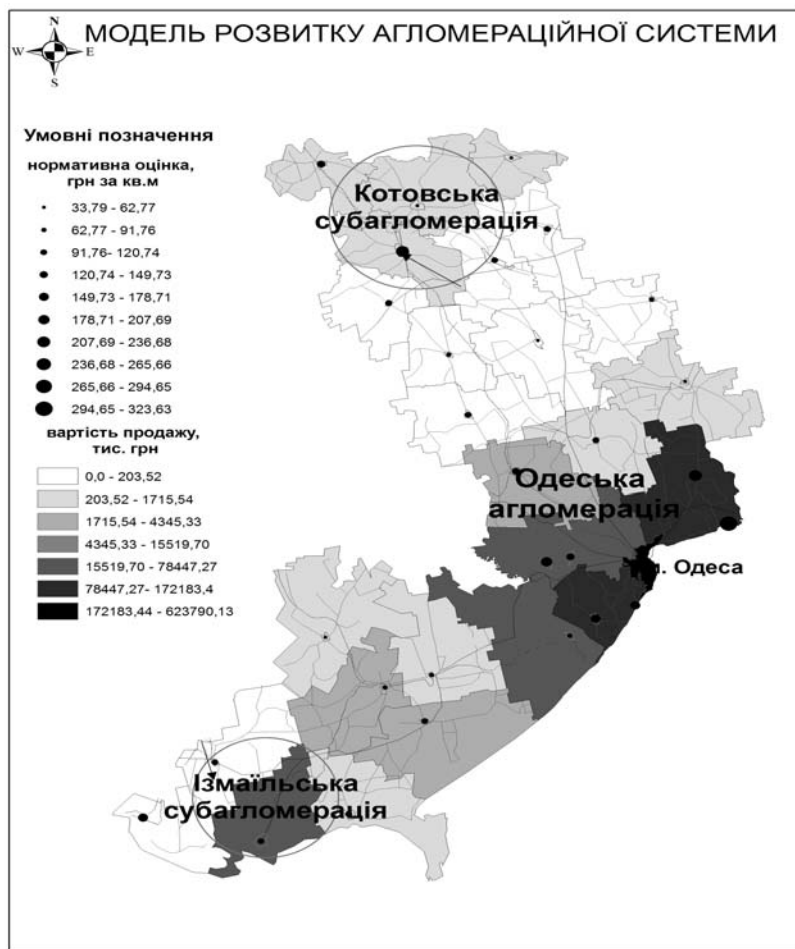 N
W E
S
МОДЕЛЬ РОЗВИТКУ АГЛОМЕРАЦІЙНОЇ СИСТЕМИ
Умовні позначення
нормативна оцінка,
грн за кв.м
33,79 - 62,77
62,77 - 91,76
91,76- 120,74
120,74 - 149,73
149,73 - 178,71
178,71 - 207,69
207,69 - 236,68
236,68 - 265,66
265,66 - 294,65
294,65 - 323,63
вартість продажу,
тис. грн
0,0 - 203,52
203,52 - 1715,54
1715,54 - 4345,33
4345,33 - 15519,70
15519,70 - 78447,27
78447,27- 172183,4
172183,44 - 623790,13
Котовська
субагломерація
Одеська
агломерація
м. Одеса
Ізмаїльська
субагломерація